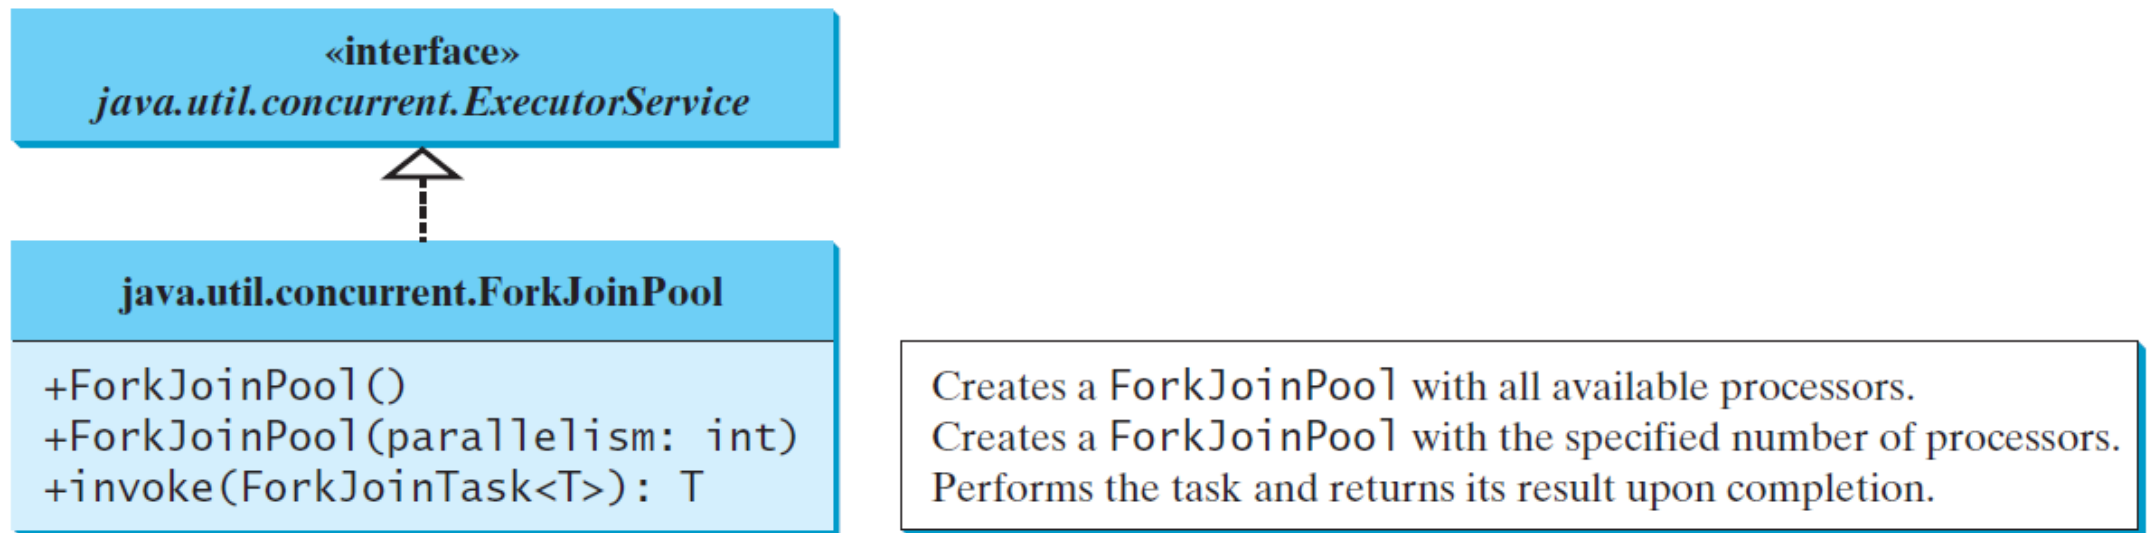 «interface»
java.util.concurrent.ExecutorService
java.util.concurrent.ForkJoinPool
+ForkJoinPool()
+ForkJoinPool(parallelism: int)
+invoke(ForkJoinTask<T>): T
Creates a ForkJoinPool with all available processors.
Creates a ForkJoinPool with the specified number of processors.
Performs the task and returns its result upon completion.